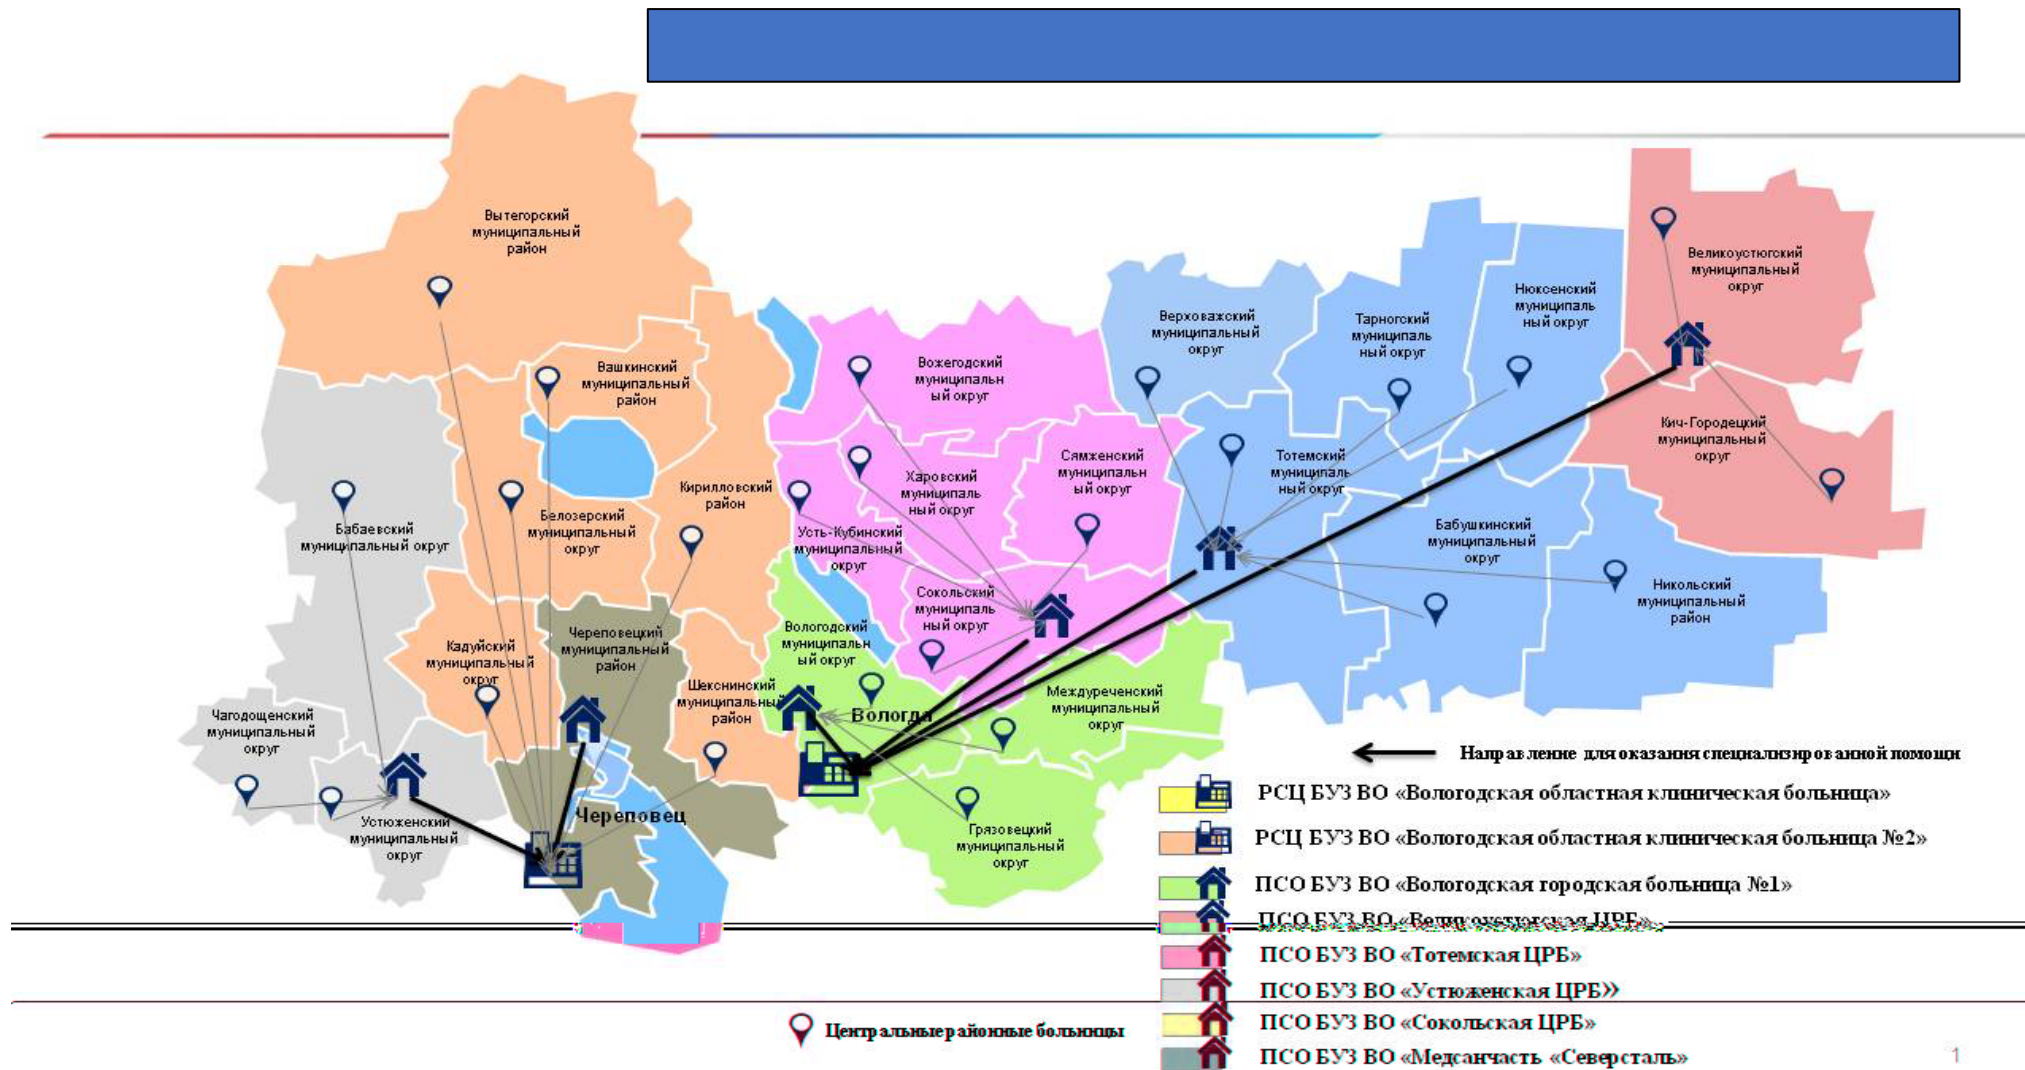 Вытегорский
муниципальный
район
Великоустюгский
муниципальный
округ
Нюксенский
муниципаль
ный округ
Верховажский
муниципальный
округ
Тарногский
муниципаль
ный округ
Вашкинский
муниципальный
район
Вожегодский
муниципальн
ый округ
Кич-Городецкий
муниципальный
округ
Сямженский
муниципальн
ый округ
Тотемский
муниципаль
ный округ
Харовский
муниципаль
ный округ
Кирилловский
район
Белозерский
муниципальный
округ
Бабаевский
муниципальный округ
Усть-Кубинский
муниципальный
округ
Бабушкинский
муниципальный
округ
Никольский
муниципальный
район
Сокольский
муниципаль
ный округ
Вологодский
муниципальн
ый округ
Череповецкий
муниципальный
район
Кадуйский
муниципальный
округ
Шекснинский
муниципальный
район
Междуреченский
муниципальный
округ
Чагодощенский
муниципальный
округ
Вологда
Устюженский
муниципальный
округ
Череповец
Грязовецкий
муниципальный
округ
Направление для оказания специализированной помощи
РСЦ БУЗ ВО «Вологодская областная клиническая больница»
РСЦ БУЗ ВО «Вологодская областная клиническая больница №2»
ПСО БУЗ ВО «Вологодская городская больница №1»
ПСО БУЗ ВО «Великоустюгская ЦРБ»
ПСО БУЗ ВО «Тотемская ЦРБ»
ПСО БУЗ ВО «Устюженская ЦРБ»
ПСО БУЗ ВО «Сокольская ЦРБ»
ПСО БУЗ ВО «Медсанчасть «Северсталь»
Центральные районные больницы
1